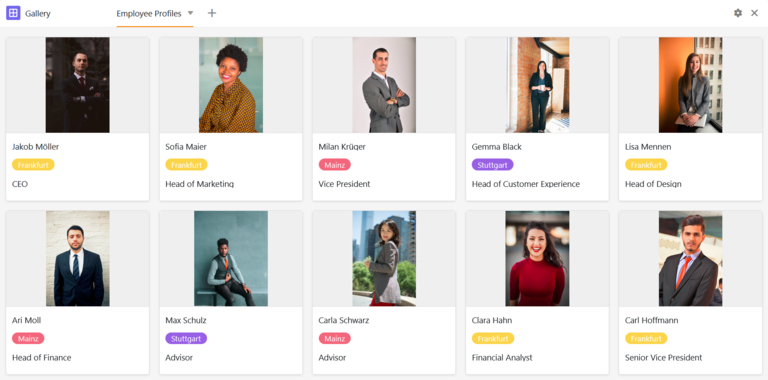 Gallery
Employee Profiles
Jakob Möller
Frankfurt
CEO
Sofia Maier
Frankfurt
Head of Marketing
Milan Krüger
Mainz
Vice President
Gemma Black
Stuttgart
Head of Customer Experience
Lisa Mennen
Frankfurt
Head of Design
Ari Moll
Mainz
Head of Finance
Max Schulz
Stuttgart
Advisor
Carla Schwarz
Mainz
Advisor
Clara Hahn
Frankfurt
Financial Analyst
Carl Hoffmann
Frankfurt
Senior Vice President